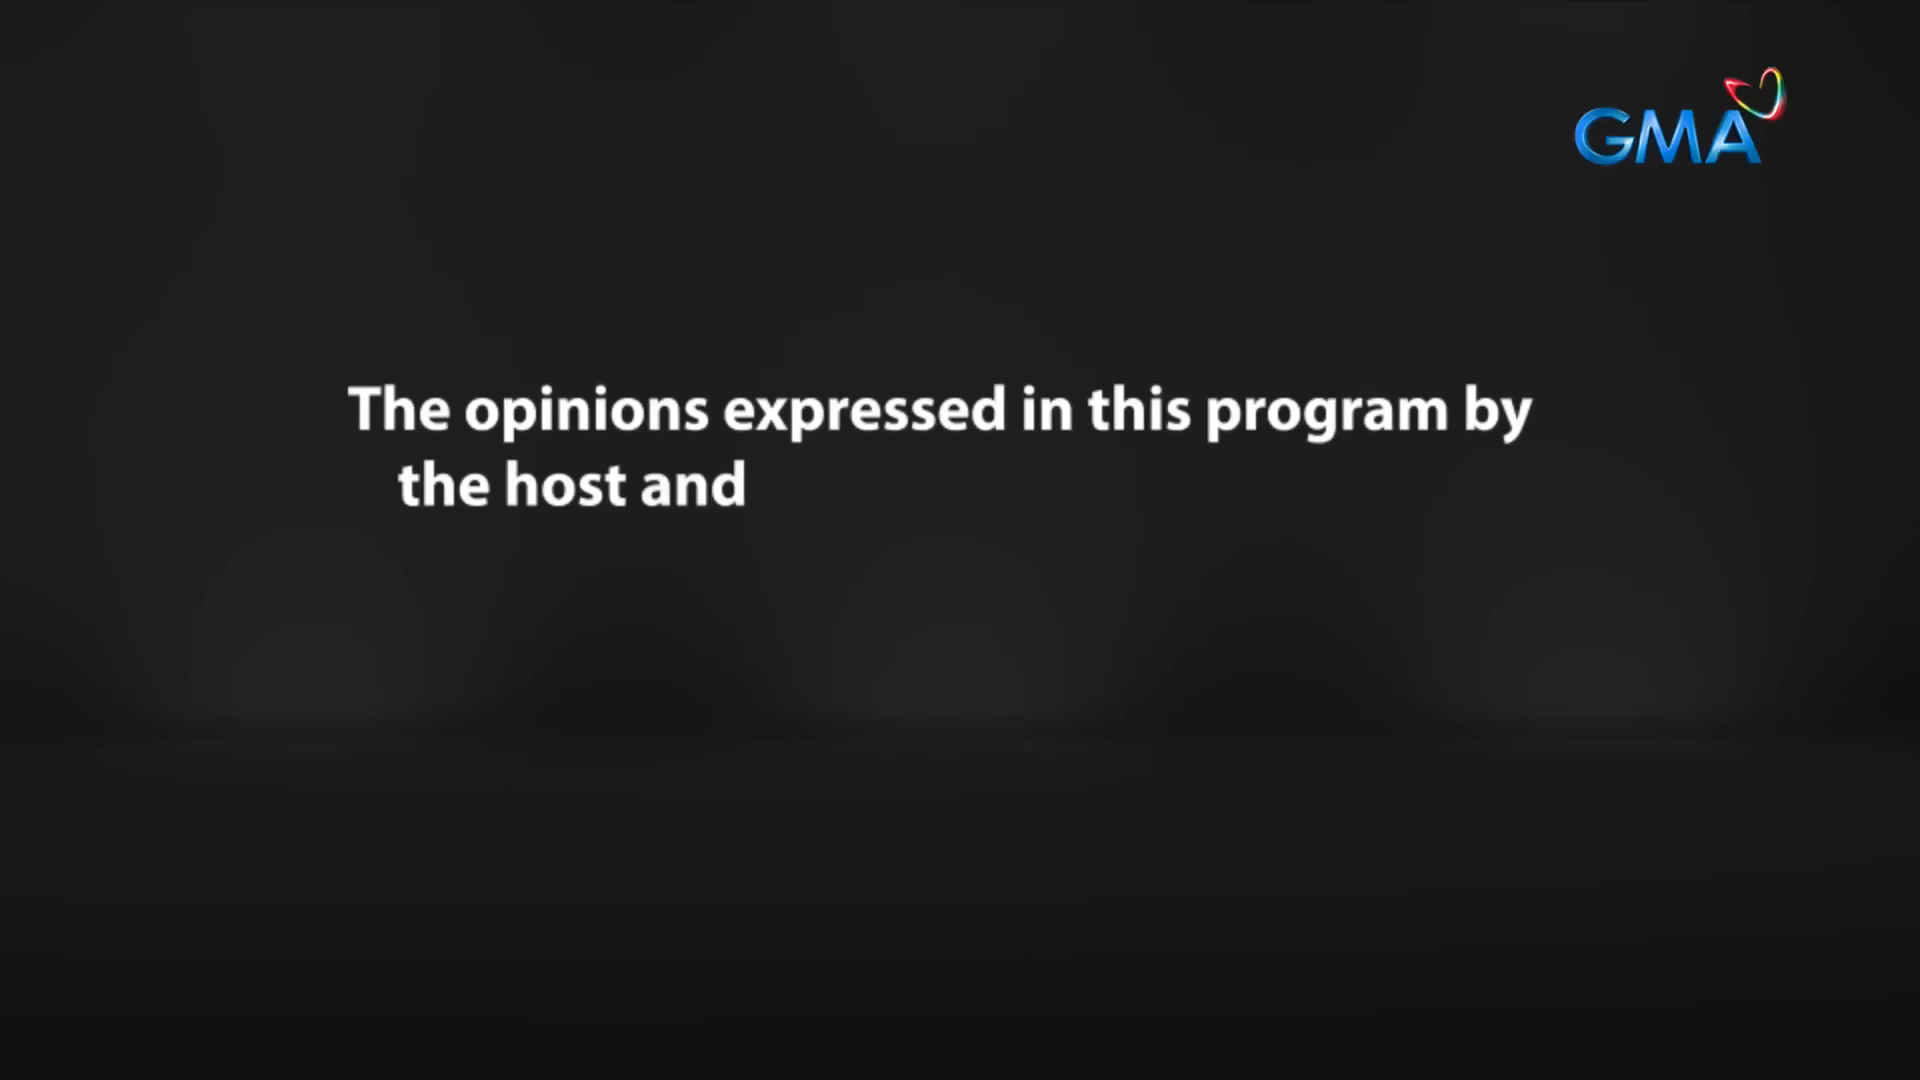 GMA
The opinions expressed in this program by
the host and